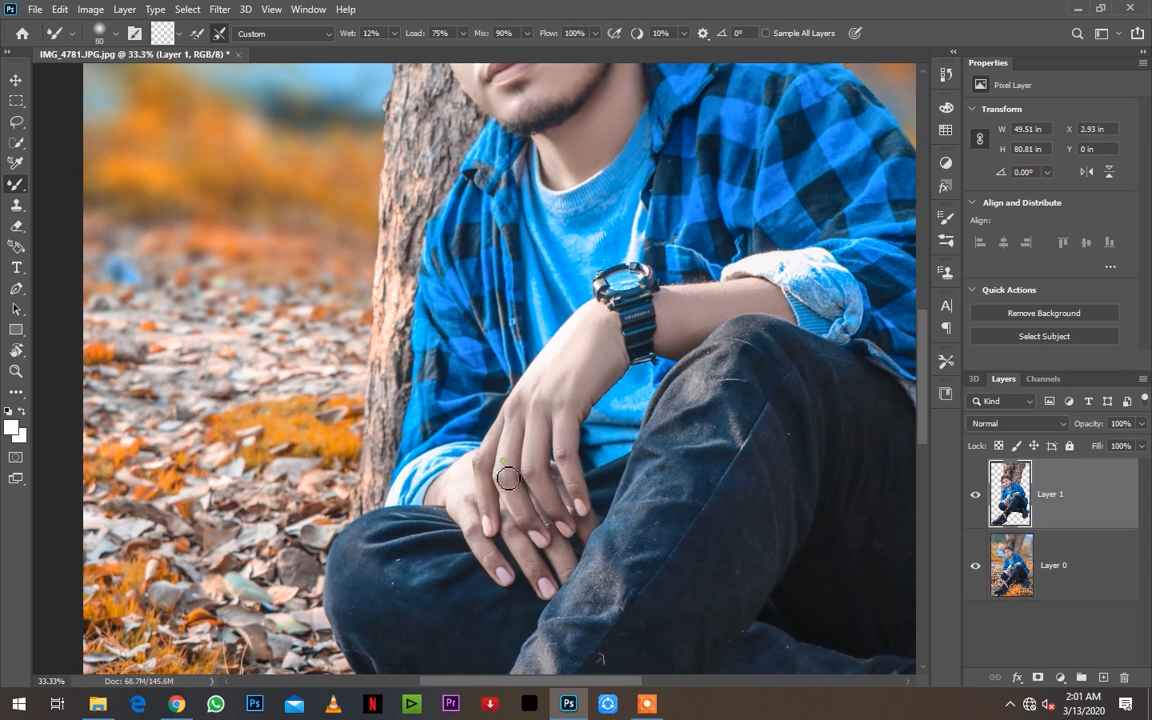 Ps File Edit Image Layer Type Select Filter 3D View Window Help
80 Custom Wet: 12% Load: 75% Mix: 90% Flow: 100% 10% 0° Sample All Layers
IMG_4781.JPG.jpg @ 33.3% (Layer 1, RGB/8) * ×
Properties
Pixel Layer
Transform
W 49.51 in X 2.93 in
H 80.81 in Y 0 in
0.00°
Align and Distribute
Align:
Quick Actions
Remove Background
Select Subject
3D Layers Channels
Kind
Normal Opacity: 100%
Lock: Fill: 100%
Layer 1
Layer 0
33.33% Doc: 68.7M/145.6M
2:01 AM
3/13/2020